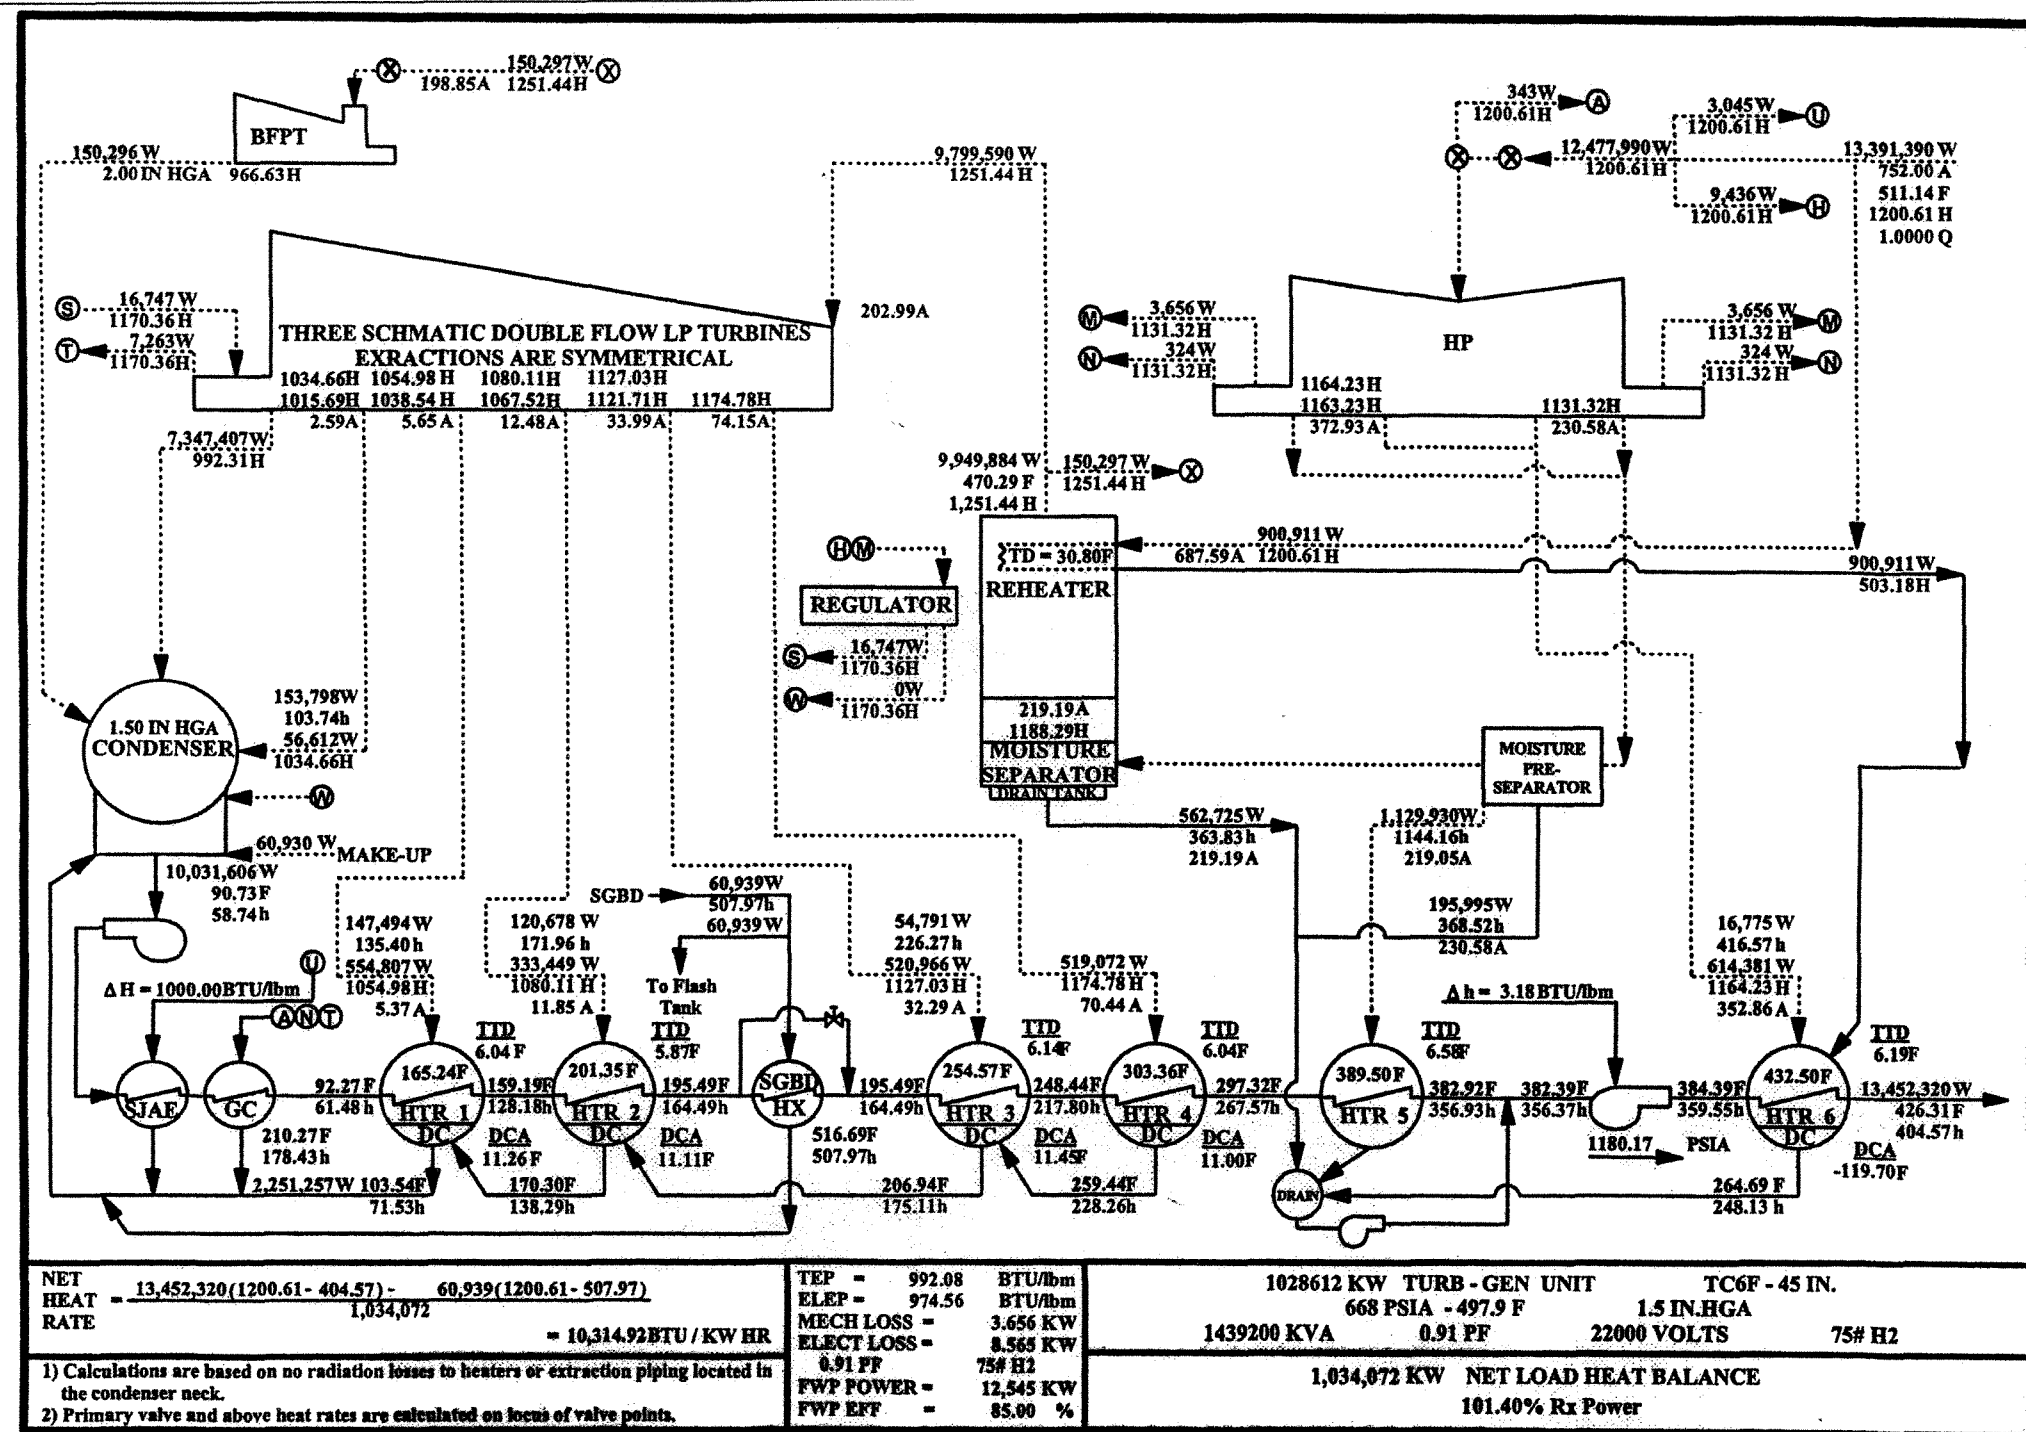 150,297 W
X
X
198.85 A 1251.44 H
BFPT
150,296 W
2.00 IN HGA 966.63 H
9,799,590 W
1251.44 H
343 W
A
1200.61 H
3,045 W
U
1200.61 H
X
X
12,477,990 W
1200.61 H
13,391,390 W
752.00 A
511.14 F
1200.61 H
1.0000 Q
9,436 W
H
1200.61 H
S
16,747 W
1170.36 H
T
7,263 W
1170.36 H
202.99 A
THREE SCHMATIC DOUBLE FLOW LP TURBINES
EXRACTIONS ARE SYMMETRICAL
1034.66H 1054.98 H 1080.11H 1127.03H
1015.69H 1038.54 H 1067.52H 1121.71H 1174.78H
2.59A 5.65 A 12.48A 33.99A 74.15A
M
3,656 W
1131.32 H
N
324 W
1131.32 H
HP
3,656 W
M
1131.32 H
324 W
N
1131.32 H
1164.23 H
1163.23 H 1131.32H
372.93 A 230.58A
7,347,407W
992.31 H
9,949,884 W
470.29 F
1,251.44 H
150,297 W
X
1251.44 H
H M
REGULATOR
TD = 30.80F
REHEATER
900,911 W
687.59 A 1200.61 H
900,911 W
503.18H
S
16,747W
1170.36H
0W
W
1170.36H
219.19A
1188.29H
MOISTURE
SEPARATOR
DRAIN TANK
MOISTURE
PRE-
SEPARATOR
1.50 IN HGA
CONDENSER
153,798W
103.74h
56,612W
1034.66H
W
60,930 W
MAKE-UP
10,031,606 W
90.73 F
58.74 h
562,725 W
363.83 h
219.19 A
1,129,930W
1144.16h
219.05A
195,995W
368.52h
230.58A
SGBD
60,939W
507.97h
60,939W
To Flash
Tank
147,494 W
135.40 h
554,807 W
1054.98 H
5.37 A
120,678 W
171.96 h
333,449 W
1080.11 H
11.85 A
54,791 W
226.27 h
520,966 W
1127.03 H
32.29 A
519,072 W
1174.78 H
70.44 A
16,775 W
416.57 h
614,381 W
1164.23 H
352.86 A
U
Δ H = 1000.00BTU/lbm
A N T
Δ h = 3.18 BTU/lbm
TTD
6.04 F
TTD
5.87F
TTD
6.14F
TTD
6.04F
TTD
6.58F
TTD
6.19F
SJAE
GC
92.27 F
61.48 h
165.24F
HTR 1
DC
159.19F
128.18h
201.35F
HTR 2
DC
195.49F
164.49h
SGBD
HX
195.49F
164.49h
254.57F
HTR 3
DC
248.44F
217.80h
303.36F
HTR 4
DC
297.32F
267.57h
389.50F
HTR 5
382.92F
356.93h
382.39F
356.37h
384.39F
359.55h
432.50F
HTR 6
DC
13,452,320 W
426.31 F
404.57 h
210.27 F
178.43 h
DCA
11.26 F
DCA
11.11F
516.69F
507.97h
DCA
11.45F
DCA
11.00F
1180.17 PSIA
DCA
-119.70F
2,251,257 W 103.54F
71.53h
170.30F
138.29h
206.94F
175.11h
259.44F
228.26h
DRAIN
264.69 F
248.13 h
NET
HEAT
RATE
= 13,452,320 (1200.61 - 404.57) - 60,939 (1200.61 - 507.97)
1,034,072
= 10,314.92 BTU / KW HR
1) Calculations are based on no radiation losses to heaters or extraction piping located in
the condenser neck.
2) Primary valve and above heat rates are calculated on locus of valve points.
TEP = 992.08 BTU/lbm
ELEP = 974.56 BTU/lbm
MECH LOSS = 3.656 KW
ELECT LOSS = 8.565 KW
0.91 PF 75# H2
FWP POWER = 12,545 KW
FWP EFF = 85.00 %
1028612 KW TURB - GEN UNIT TC6F - 45 IN.
668 PSIA - 497.9 F 1.5 IN.HGA
1439200 KVA 0.91 PF 22000 VOLTS 75# H2
1,034,072 KW NET LOAD HEAT BALANCE
101.40% Rx Power